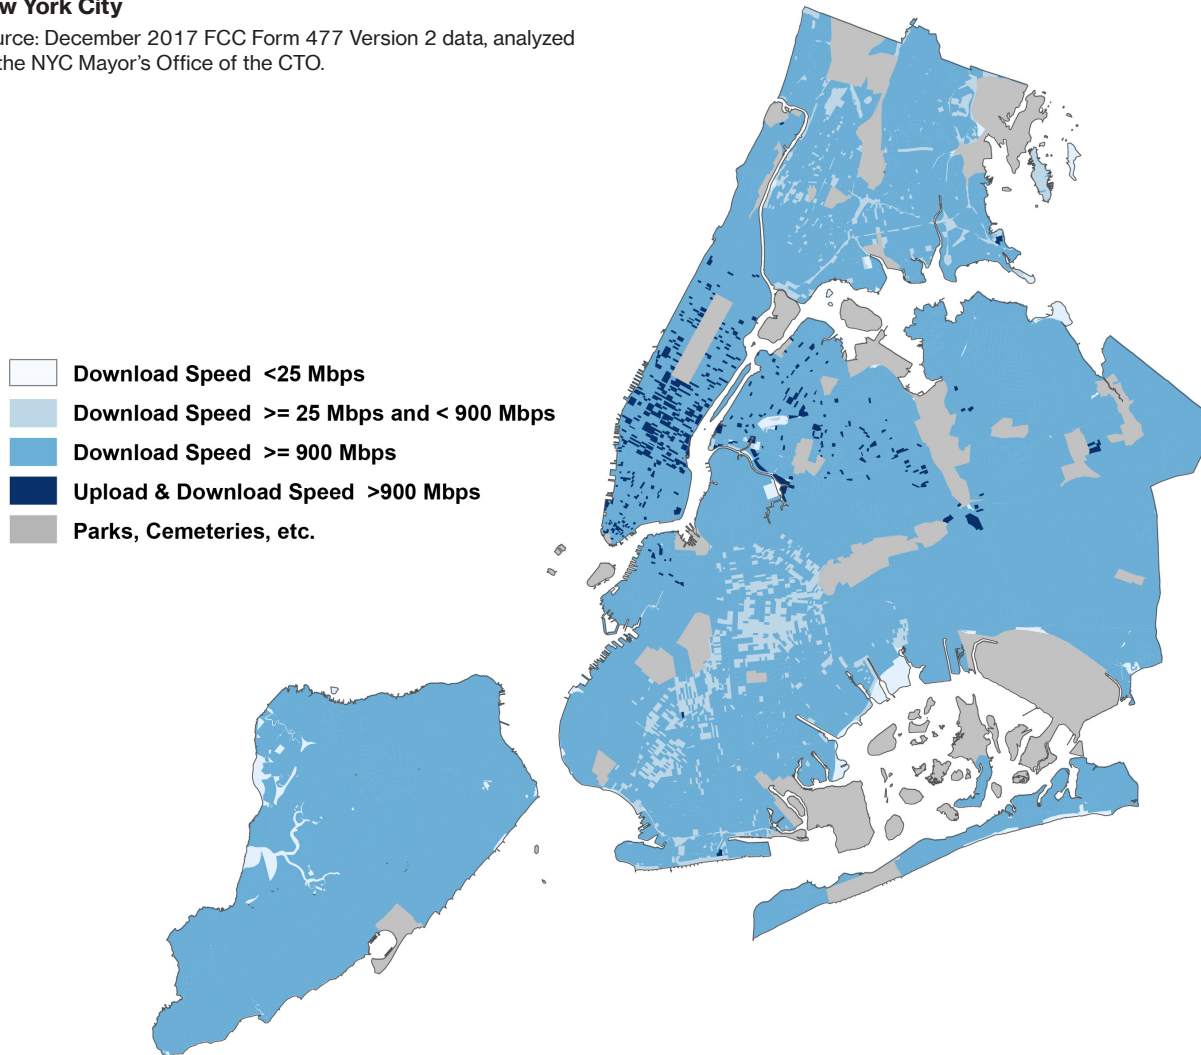 w York City
urce: December 2017 FCC Form 477 Version 2 data, analyzed
the NYC Mayor's Office of the CTO.
Download Speed <25 Mbps
Download Speed >= 25 Mbps and < 900 Mbps
Download Speed >= 900 Mbps
Upload & Download Speed >900 Mbps
Parks, Cemeteries, etc.